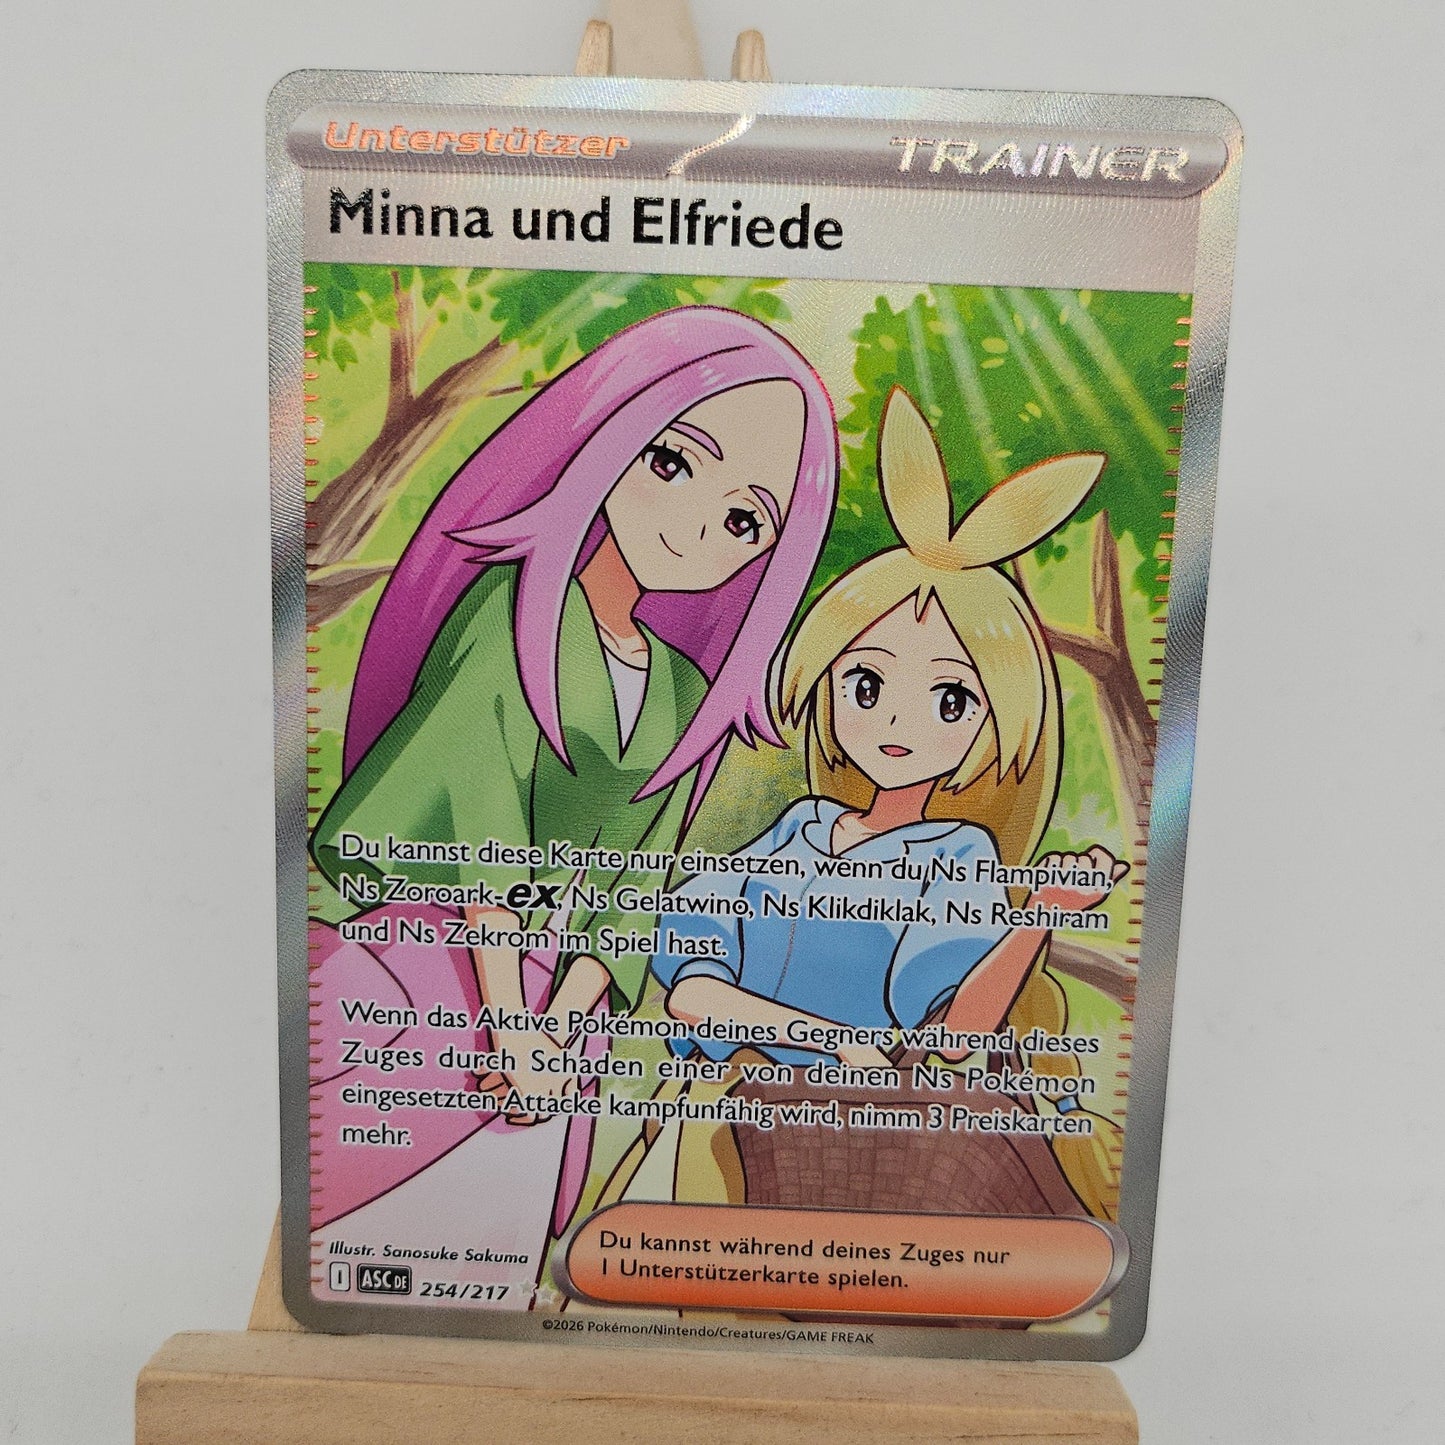 Unterstützer
TRAINER
Minna und Elfriede
Du kannst diese Karte nur einsetzen, wenn du Ns Flampivian,
Ns Zoroark-ex, Ns Gelatwino, Ns Klikdiklak, Ns Reshiram
und Ns Zekrom im Spiel hast.
Wenn das Aktive Pokémon deines Gegners während dieses
Zuges durch Schaden einer von deinen Ns Pokémon
eingesetzten Attacke kampfunfähig wird, nimm 3 Preiskarten
mehr.
Illustr. Sanosuke Sakuma
I ASC DE 254/217
Du kannst während deines Zuges nur
1 Unterstützerkarte spielen.
©2026 Pokémon/Nintendo/Creatures/GAME FREAK